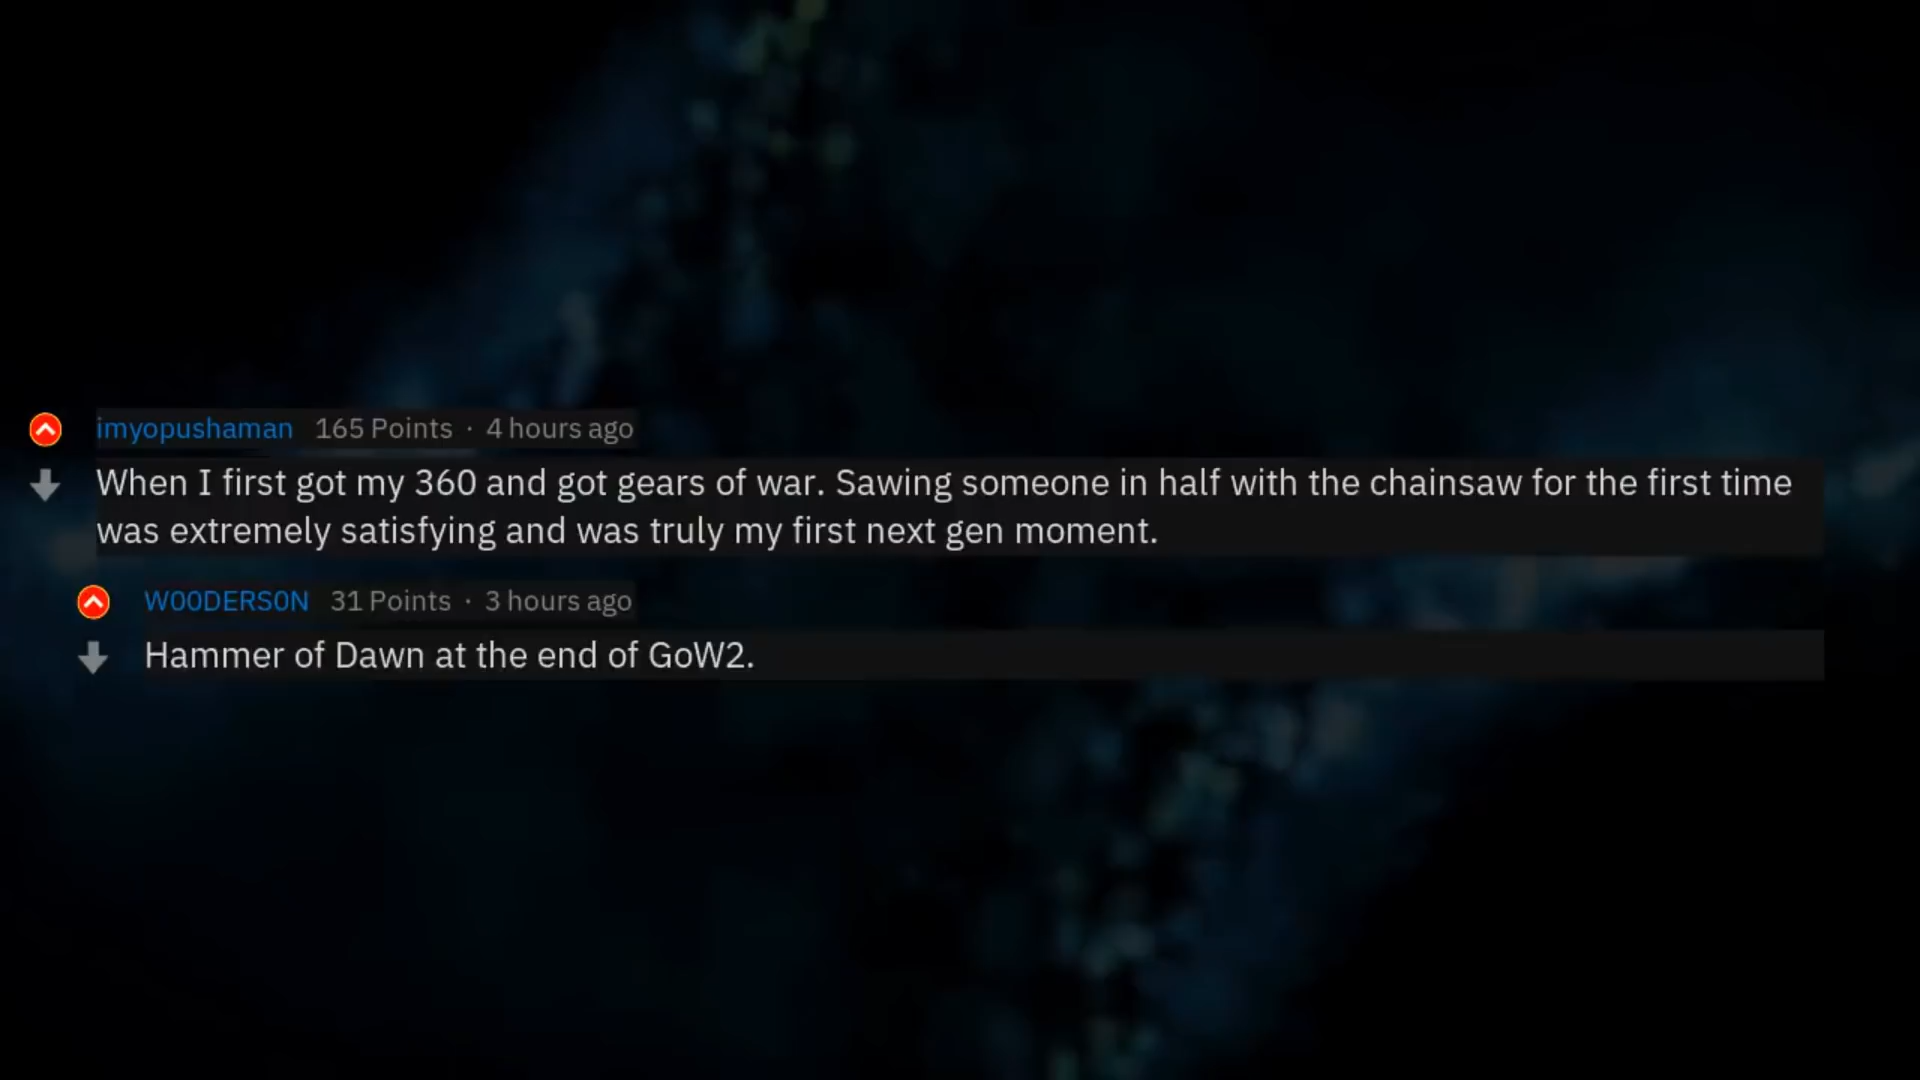 imyopushaman 165 Points · 4 hours ago
When I first got my 360 and got gears of war. Sawing someone in half with the chainsaw for the first time
was extremely satisfying and was truly my first next gen moment.
W00DERS0N 31 Points · 3 hours ago
Hammer of Dawn at the end of GoW2.